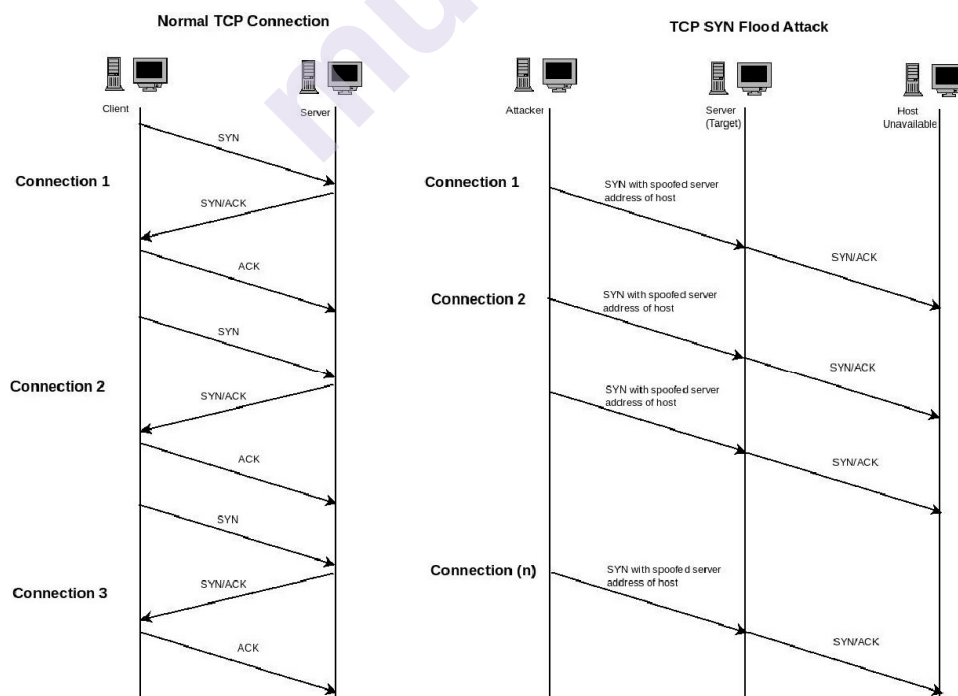 Normal TCP Connection
Client
Server
Connection 1
SYN
SYN/ACK
ACK
Connection 2
SYN
SYN/ACK
ACK
Connection 3
SYN
SYN/ACK
ACK
TCP SYN Flood Attack
Attacker
Server
(Target)
Host
Unavailable
Connection 1
SYN with spoofed server
address of host
SYN/ACK
Connection 2
SYN with spoofed server
address of host
SYN/ACK
SYN with spoofed server
address of host
SYN/ACK
Connection (n)
SYN with spoofed server
address of host
SYN/ACK
mu